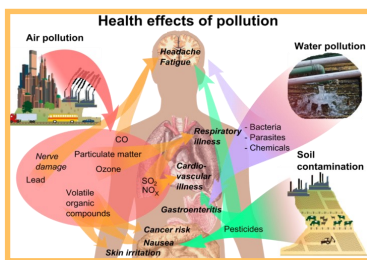 Health effects of pollution
Air pollution
Headache
Fatigue
Water pollution
CO
Particulate matter
Ozone
Nerve
damage
Lead
Volatile
organic
compounds
SO2
NOX
Respiratory
illness
Cardio-
vascular
illness
Gastroenteritis
Cancer risk
Nausea
Skin irritation
- Bacteria
- Parasites
- Chemicals
Soil
contamination
Pesticides